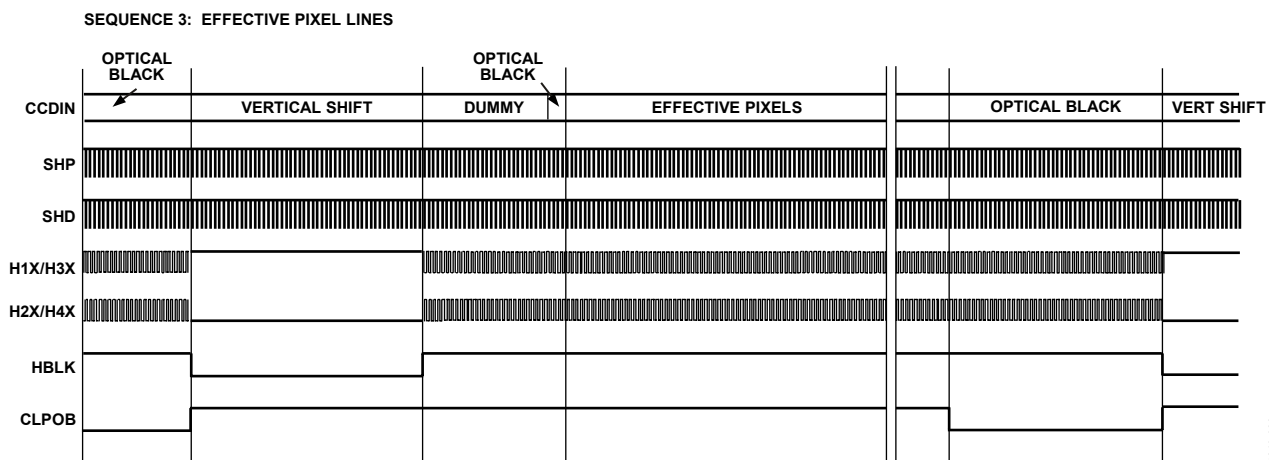 SEQUENCE 3: EFFECTIVE PIXEL LINES
OPTICAL
BLACK
OPTICAL
BLACK
CCDIN
VERTICAL SHIFT
DUMMY
EFFECTIVE PIXELS
OPTICAL BLACK
VERT SHIFT
SHP
SHD
H1X/H3X
H2X/H4X
HBLK
CLPOB